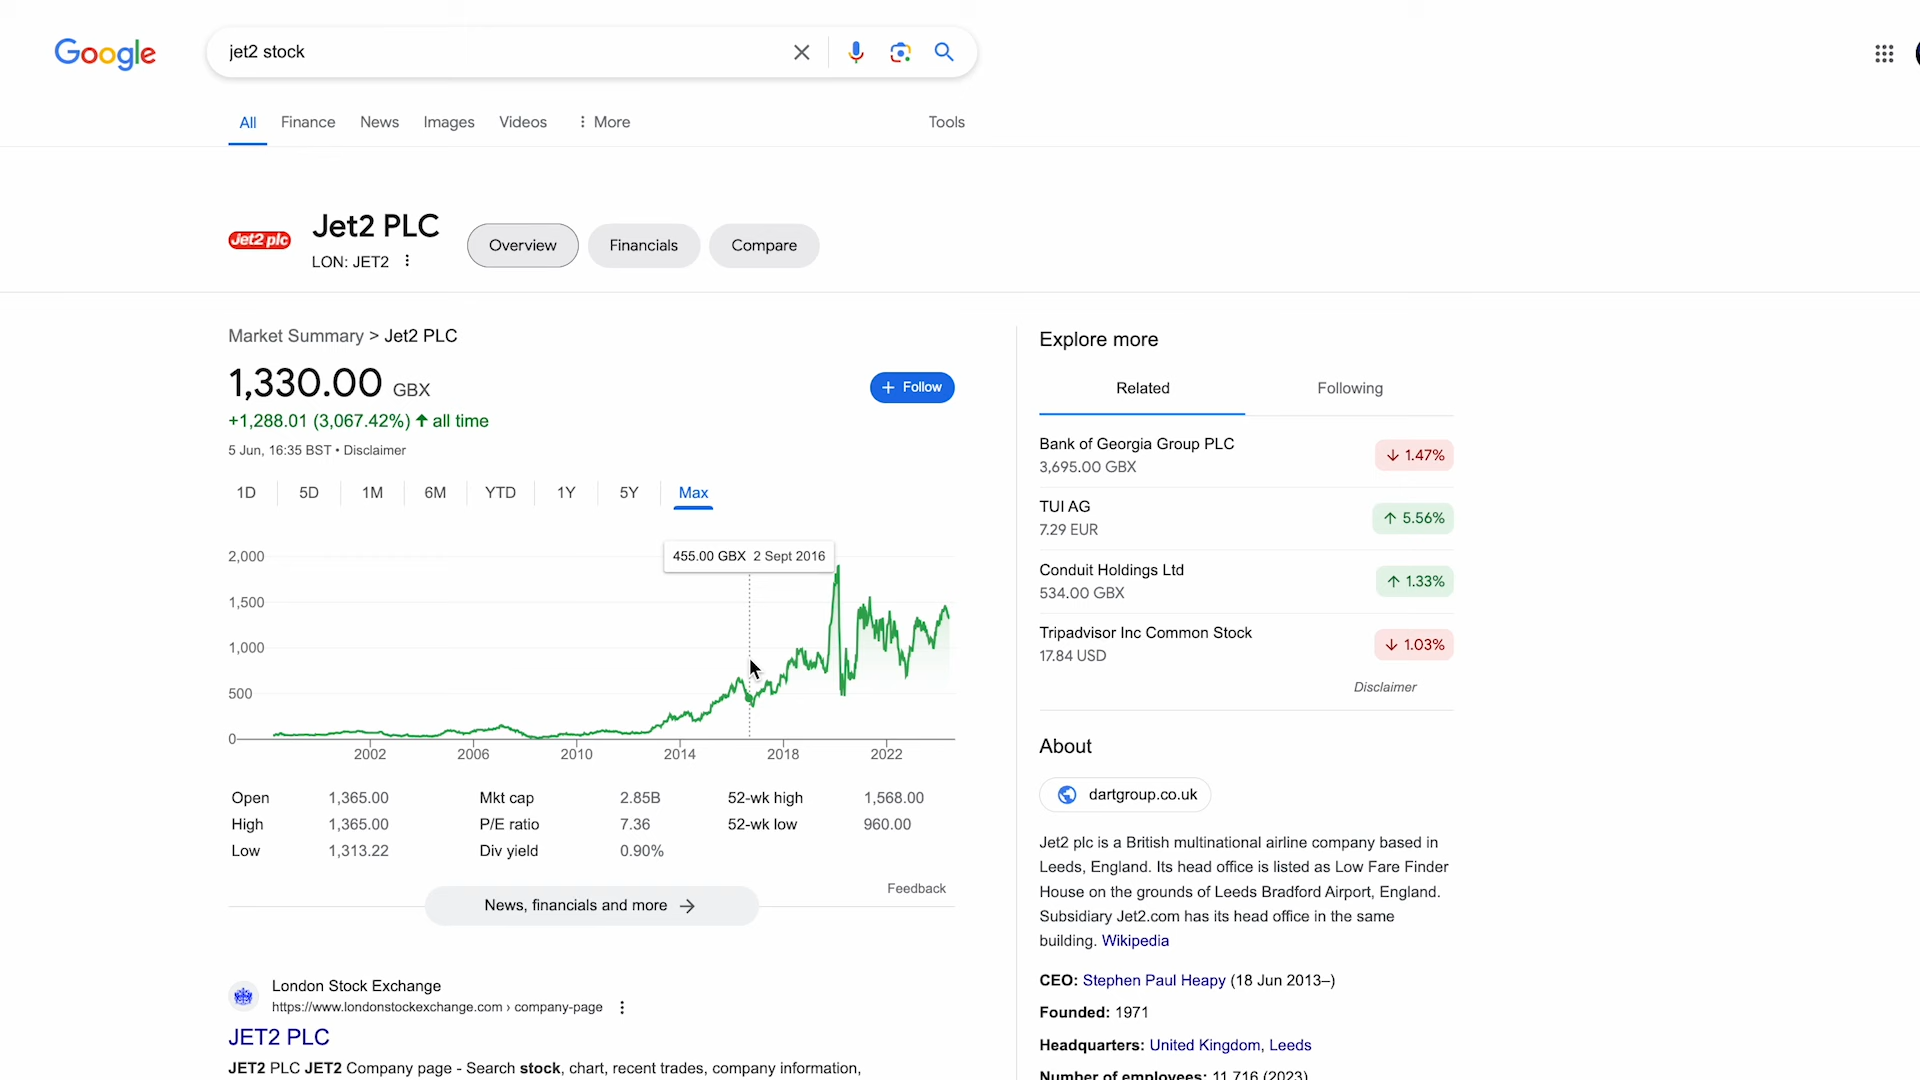 Google
jet2 stock
All Finance News Images Videos More Tools
Jet2 plc
Jet2 PLC
LON: JET2
Overview Financials Compare
Market Summary > Jet2 PLC
1,330.00 GBX
+1,288.01 (3,067.42%) ↑ all time
5 Jun, 16:35 BST • Disclaimer
+ Follow
1D 5D 1M 6M YTD 1Y 5Y Max
455.00 GBX 2 Sept 2016
2,000
1,500
1,000
500
0
2002 2006 2010 2014 2018 2022
Open 1,365.00 Mkt cap 2.85B 52-wk high 1,568.00
High 1,365.00 P/E ratio 7.36 52-wk low 960.00
Low 1,313.22 Div yield 0.90%
Feedback
News, financials and more →
London Stock Exchange
https://www.londonstockexchange.com › company-page
JET2 PLC
JET2 PLC JET2 Company page - Search stock, chart, recent trades, company information,
Explore more
Related Following
Bank of Georgia Group PLC
3,695.00 GBX
↓ 1.47%
TUI AG
7.29 EUR
↑ 5.56%
Conduit Holdings Ltd
534.00 GBX
↑ 1.33%
Tripadvisor Inc Common Stock
17.84 USD
↓ 1.03%
Disclaimer
About
dartgroup.co.uk
Jet2 plc is a British multinational airline company based in
Leeds, England. Its head office is listed as Low Fare Finder
House on the grounds of Leeds Bradford Airport, England.
Subsidiary Jet2.com has its head office in the same
building. Wikipedia
CEO: Stephen Paul Heapy (18 Jun 2013–)
Founded: 1971
Headquarters: United Kingdom, Leeds
Number of employees: 11,716 (2023)